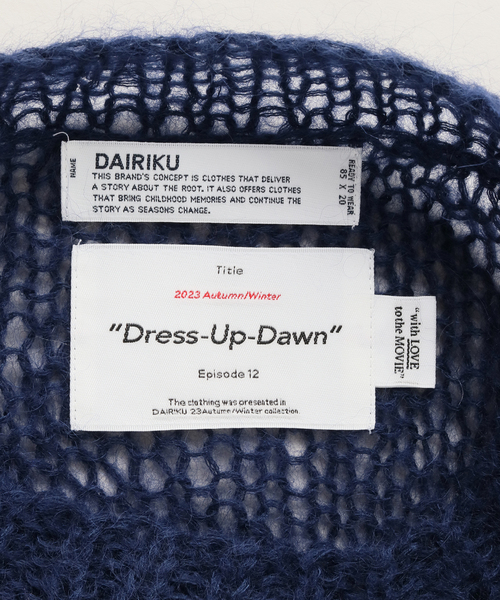 NAME
DAIRIKU
THIS BRAND'S CONCEPT IS CLOTHES THAT DELIVER
A STORY ABOUT THE ROOT. IT ALSO OFFERS CLOTHES
THAT BRING CHILDHOOD MEMORIES AND CONTINUE THE
STORY AS SEASONS CHANGE.
READY TO WEAR
85 X 20
Title
2023 Autumn/Winter
"Dress-Up-Dawn"
Episode 12
The clothing was presented in
DAIRIKU 23Autumn/Winter collection.
"with LOVE
to the MOVIE"